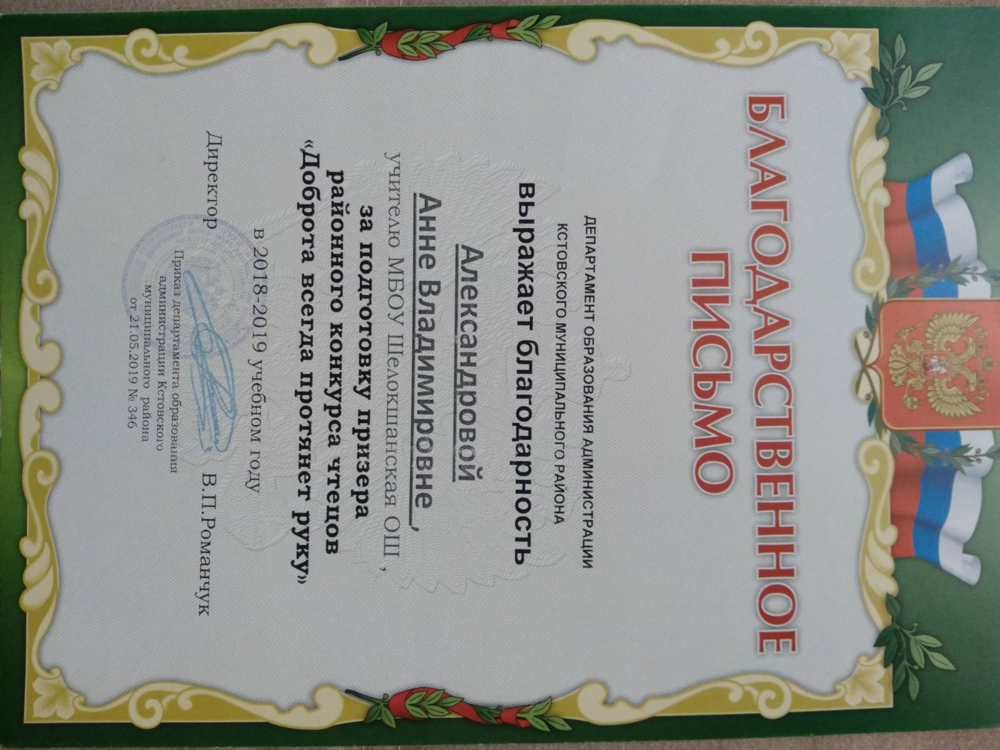 БЛАГОДАРСТВЕННОЕ
ПИСЬМО
ДЕПАРТАМЕНТ ОБРАЗОВАНИЯ АДМИНИСТРАЦИИ
КСТОВСКОГО МУНИЦИПАЛЬНОГО РАЙОНА
выражает благодарность
Александровой
Анне Владимировне ,
учителю МБОУ Шелокшанская ОШ ,
за подготовку призера
районного конкурса чтецов
«Доброта всегда протянет руку»
в 2018-2019 учебном году
Директор В.П.Романчук
Приказ департамента образования
администрации Кстовского
муниципального района
от 21.05.2019 № 346